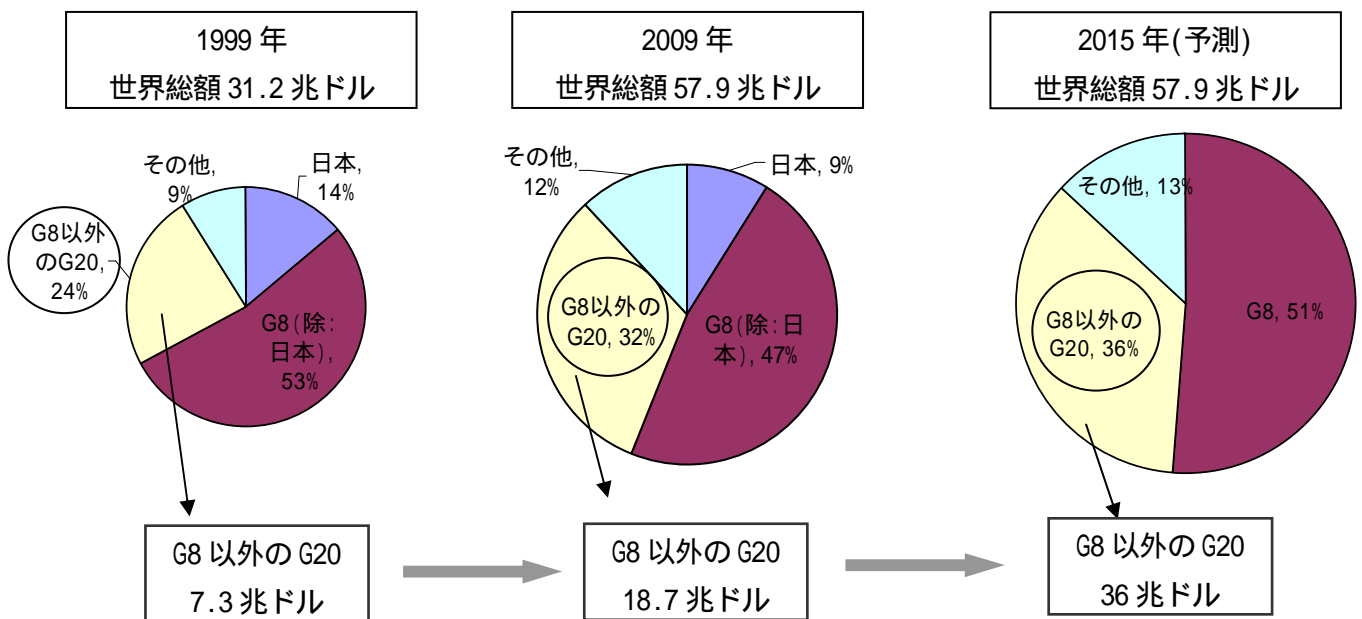 1999 年
世界総額 31.2 兆ドル
2009 年
世界総額 57.9 兆ドル
2015 年(予測)
世界総額 57.9 兆ドル
その他,
9%
日本,
14%
G8以外
のG20,
24%
G8(除:
日本),
53%
その他,
12%
日本, 9%
G8以外の
G20, 32%
G8(除:日
本), 47%
その他, 13%
G8以外の
G20, 36%
G8, 51%
G8 以外の G20
7.3 兆ドル
G8 以外の G20
18.7 兆ドル
G8 以外の G20
36 兆ドル